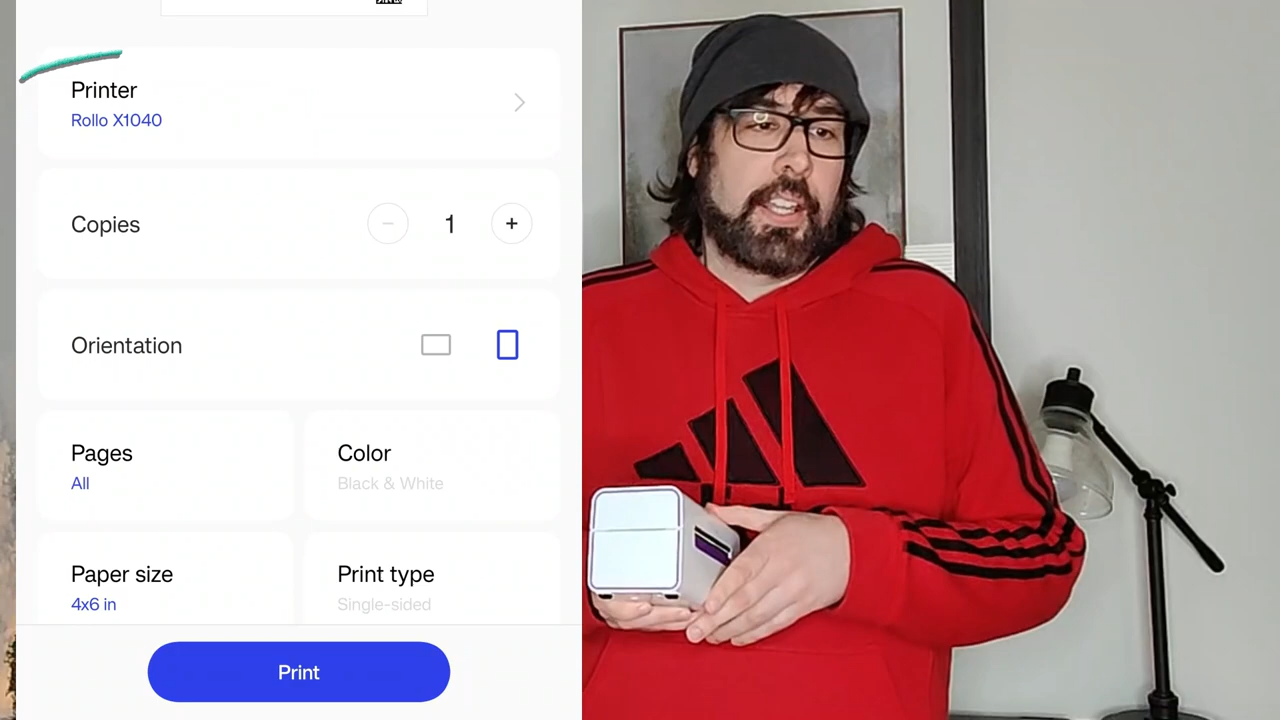 Printer
Rollo X1040
Copies
1
Orientation
Pages
All
Color
Black & White
Paper size
4x6 in
Print type
Single-sided
Print